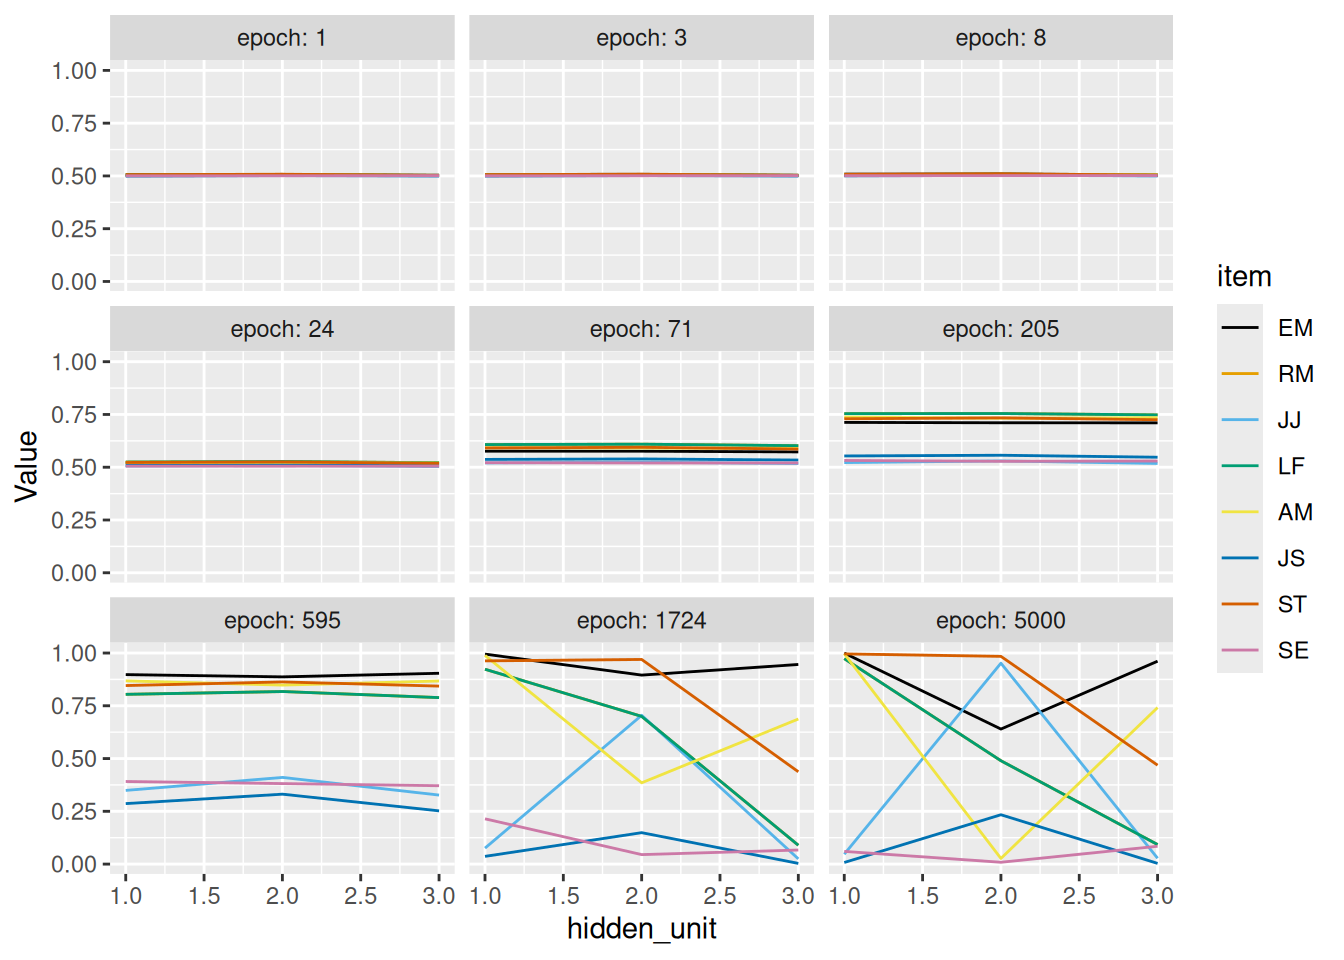 epoch: 1
epoch: 3
epoch: 8
1.00
0.75
0.50
0.25
0.00
epoch: 24
epoch: 71
epoch: 205
1.00
0.75
0.50
0.25
0.00
epoch: 595
epoch: 1724
epoch: 5000
1.00
0.75
0.50
0.25
0.00
1.0 1.5 2.0 2.5 3.0
1.0 1.5 2.0 2.5 3.0
1.0 1.5 2.0 2.5 3.0
hidden_unit
Value
item
EM
RM
JJ
LF
AM
JS
ST
SE